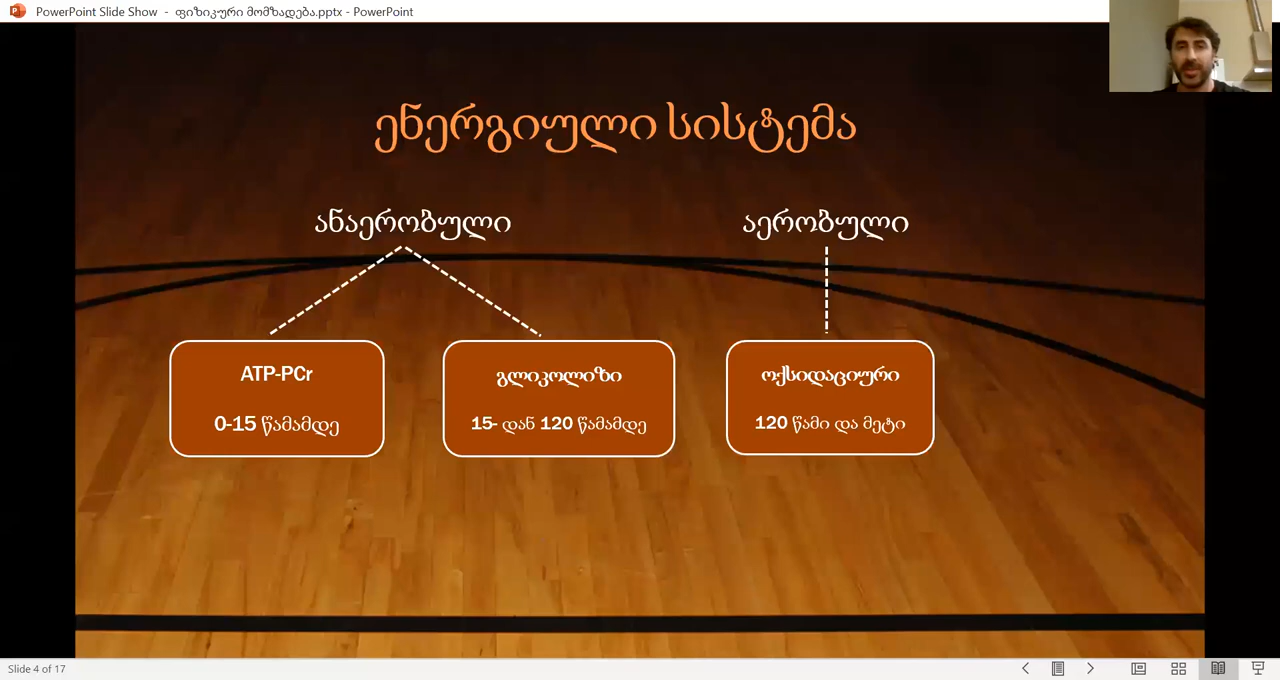 PowerPoint Slide Show - ფიზიკური მომზადება.pptx - PowerPoint
ენერგიული სისტემა
ანაერობული
აერობული
ATP-PCr
0-15 წამამდე
გლიკოლიზი
15- დან 120 წამამდე
ოქსიდაციური
120 წამი და მეტი
Slide 4 of 17